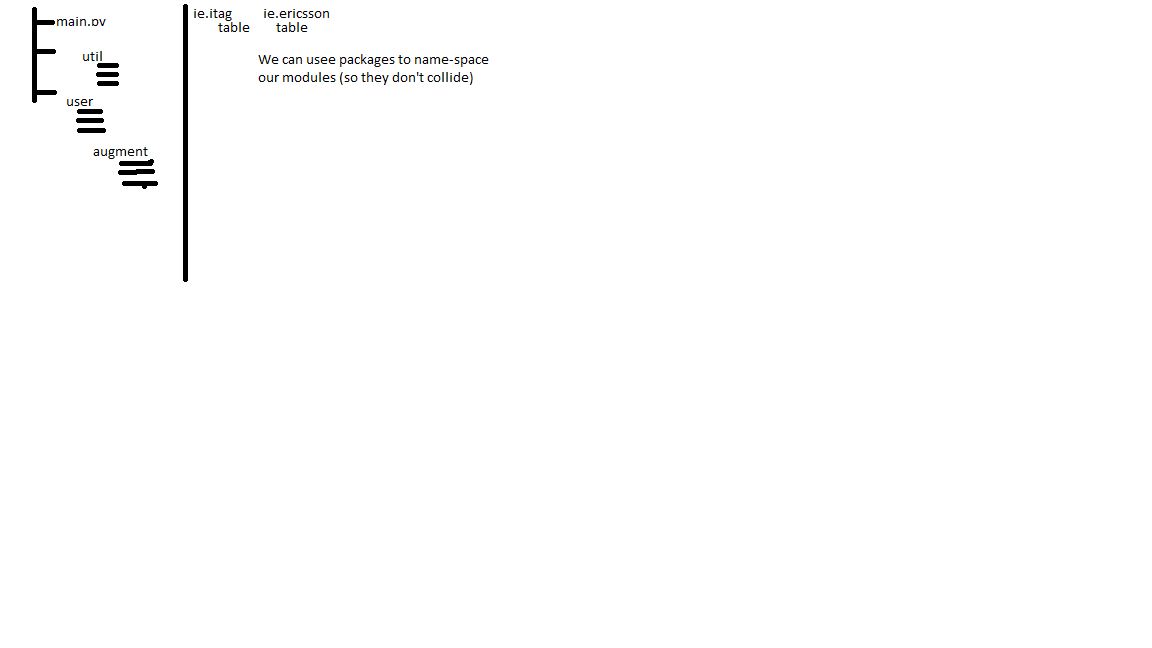 main.py
util
user
augment
ie.itag ie.ericsson
table table
We can usee packages to name-space
our modules (so they don't collide)